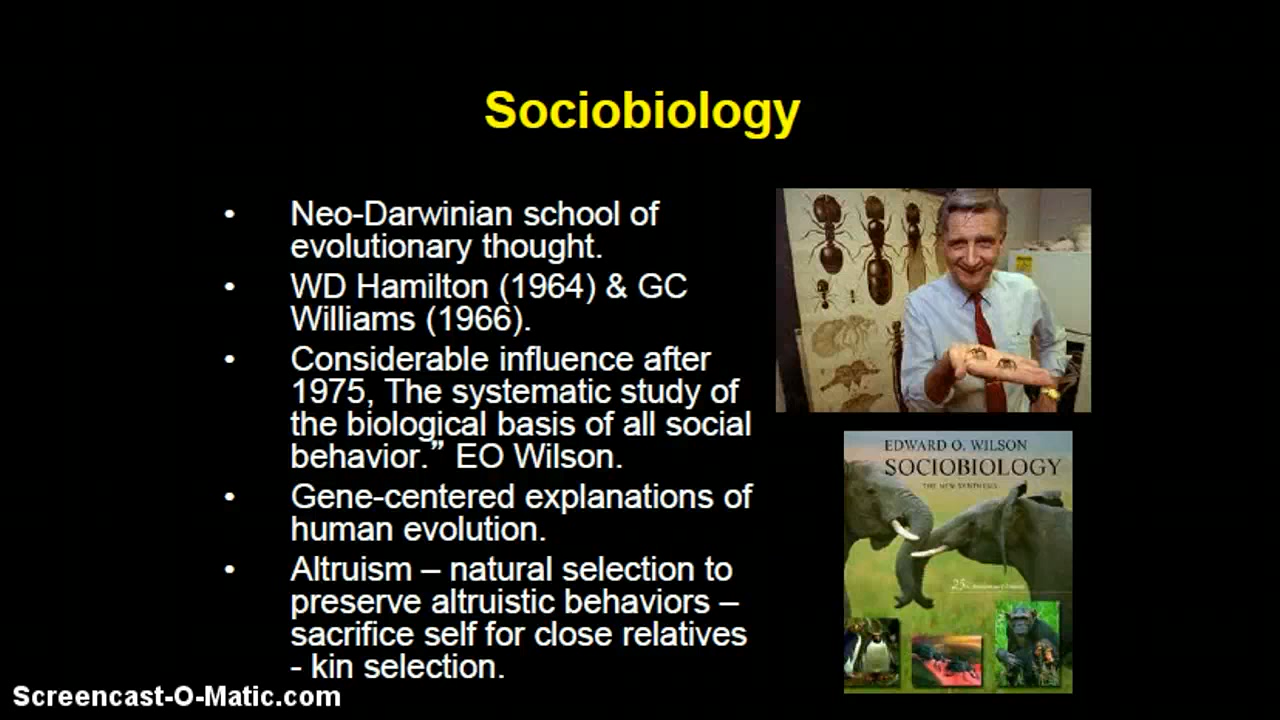 Sociobiology
• Neo-Darwinian school of
evolutionary thought.
• WD Hamilton (1964) & GC
Williams (1966).
• Considerable influence after
1975, The systematic study of
the biological basis of all social
behavior.” EO Wilson.
• Gene-centered explanations of
human evolution.
• Altruism – natural selection to
preserve altruistic behaviors –
sacrifice self for close relatives
- kin selection.
EDWARD O. WILSON
SOCIOBIOLOGY
THE NEW SYNTHESIS
Screencast-O-Matic.com